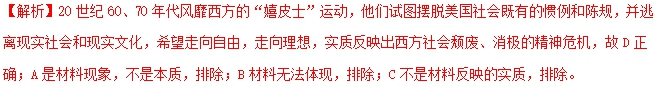 【解析】20 世纪 60、70 年代风靡西方的“嬉皮士”运动，他们试图摆脱美国社会既有的惯例和陈规，并逃
离现实社会和现实文化，希望走向自由，走向理想，实质反映出西方社会颓废、消极的精神危机，故 D 正
确；A 是材料现象，不是本质，排除；B 材料无法体现，排除；C 不是材料反映的实质，排除。